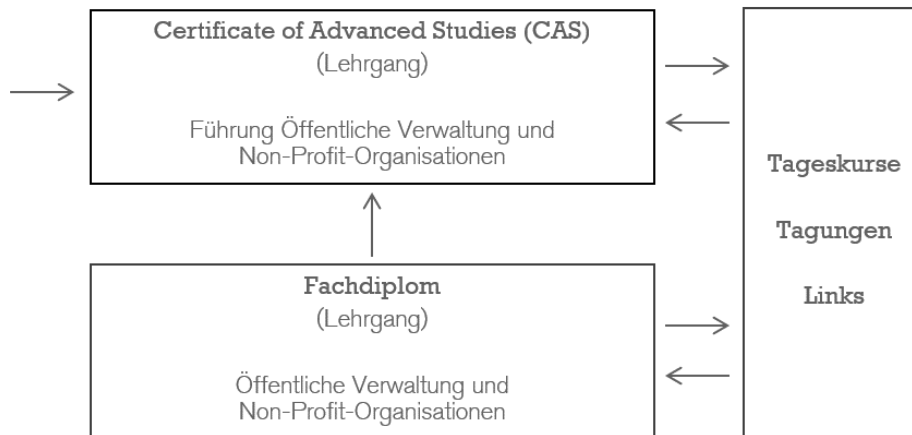 Certificate of Advanced Studies (CAS)
(Lehrgang)
Führung Öffentliche Verwaltung und
Non-Profit-Organisationen
Fachdiplom
(Lehrgang)
Öffentliche Verwaltung und
Non-Profit-Organisationen
Tageskurse
Tagungen
Links